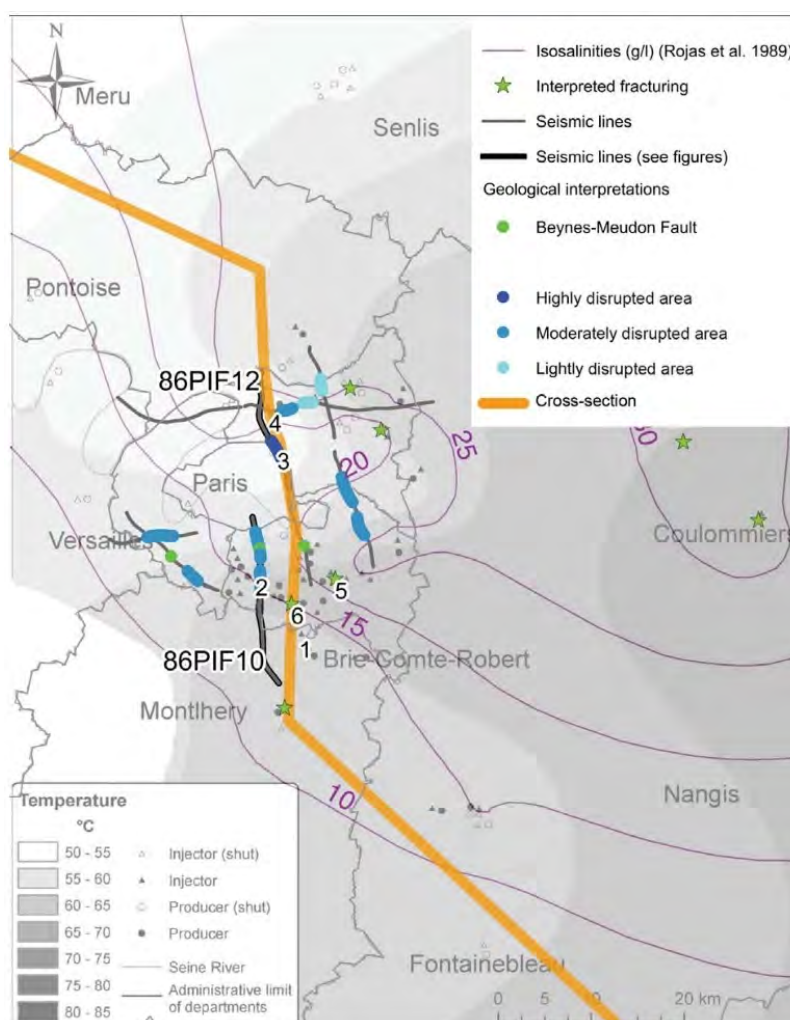 N
Meru
Senlis
Isosalinities (g/l) (Rojas et al. 1989)
Interpreted fracturing
Seismic lines
Seismic lines (see figures)
Geological interpretations
Beynes-Meudon Fault
Highly disrupted area
Moderately disrupted area
Lightly disrupted area
Cross-section
Pontoise
86PIF12
4
3
20
25
30
Paris
Versailles
Coulommiers
2
5
6
15
1
86PIF10
Brie-Comte-Robert
Montlhery
10
Nangis
Temperature
°C
50 - 55
55 - 60
60 - 65
65 - 70
70 - 75
75 - 80
80 - 85
Injector (shut)
Injector
Producer (shut)
Producer
Seine River
Administrative limit
of departments
Fontainebleau
0 5 10 20 km